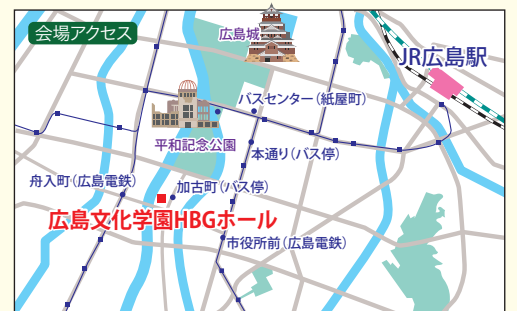 会場アクセス
広島城
JR広島駅
バスセンター（紙屋町）
平和記念公園
本通り（バス停）
舟入町（広島電鉄）
加古町（バス停）
広島文化学園HBGホール
市役所前（広島電鉄）